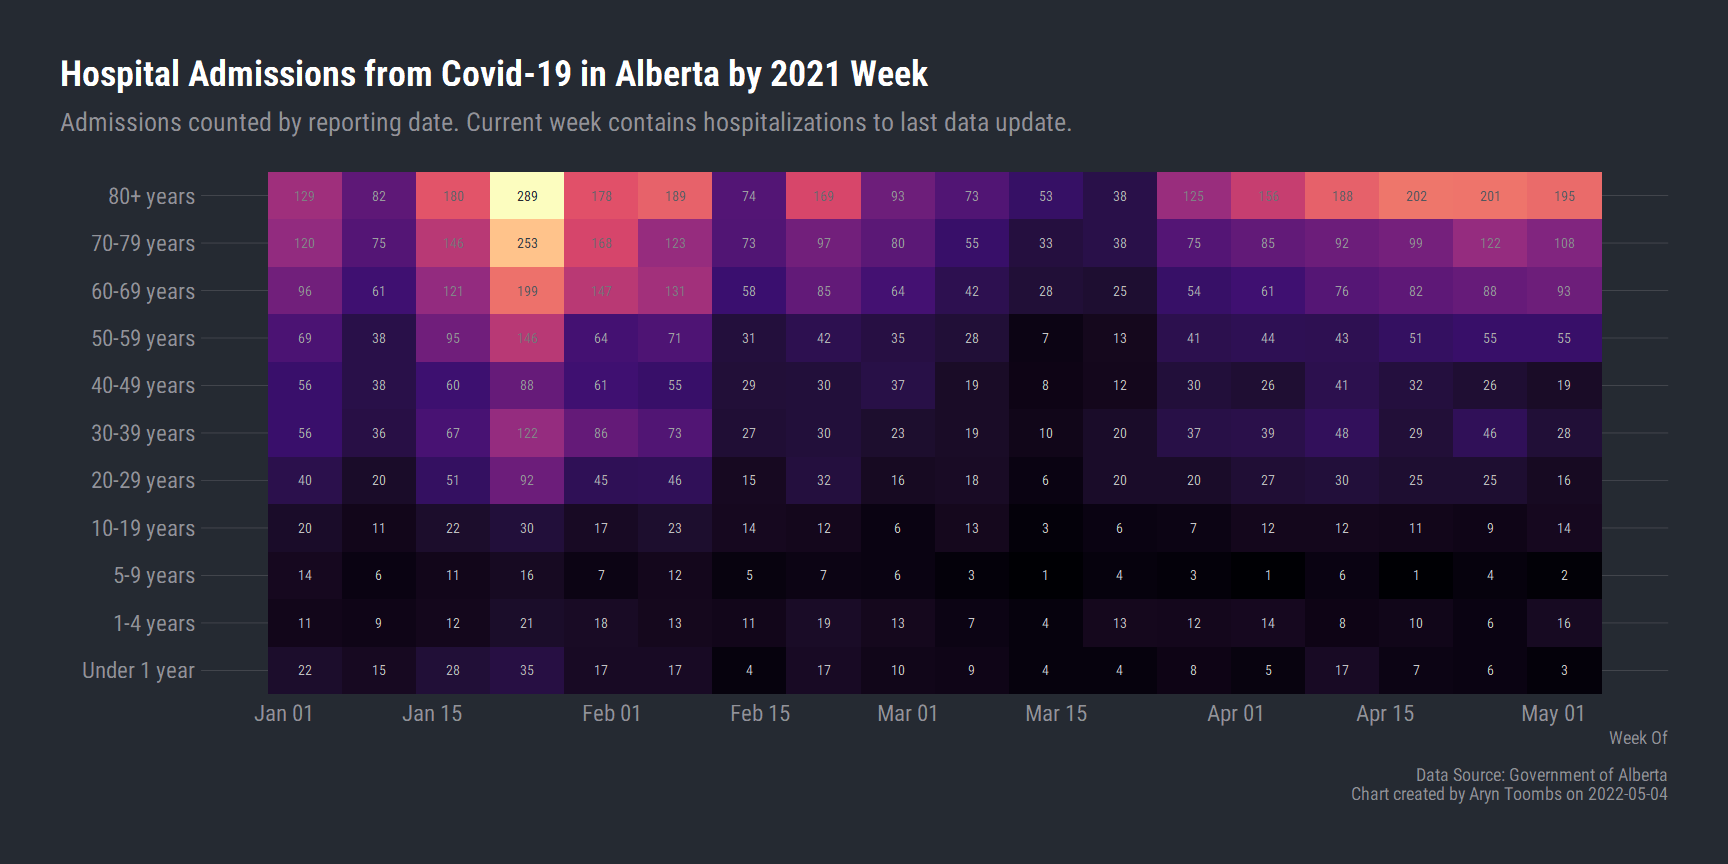 Hospital Admissions from Covid-19 in Alberta by 2021 Week
Admissions counted by reporting date. Current week contains hospitalizations to last data update.
80+ years 129 82 180 289 178 189 74 169 93 73 53 38 125 188 202 201 195
70-79 years 120 75 146 253 168 123 73 97 80 55 33 38 75 85 92 99 122 108
60-69 years 96 61 121 199 147 131 58 85 64 42 28 25 54 61 76 82 88 93
50-59 years 69 38 95 146 64 71 31 42 35 28 7 13 41 44 43 51 55 55
40-49 years 56 38 60 88 61 55 29 30 37 19 8 12 30 26 41 32 26 19
30-39 years 56 36 67 122 86 73 27 30 23 19 10 20 37 39 48 29 46 28
20-29 years 40 20 51 92 45 46 15 32 16 18 6 20 20 27 30 25 25 16
10-19 years 20 11 22 30 17 23 14 12 6 13 3 6 7 12 12 11 9 14
5-9 years 14 6 11 16 7 12 5 7 6 3 1 4 3 1 6 1 4 2
1-4 years 11 9 12 21 18 13 11 19 13 7 4 13 12 14 8 10 6 16
Under 1 year 22 15 28 35 17 17 4 17 10 9 4 4 8 5 17 7 6 3
Jan 01 Jan 15 Feb 01 Feb 15 Mar 01 Mar 15 Apr 01 Apr 15 May 01
Week Of
Data Source: Government of Alberta
Chart created by Aryn Toombs on 2022-05-04